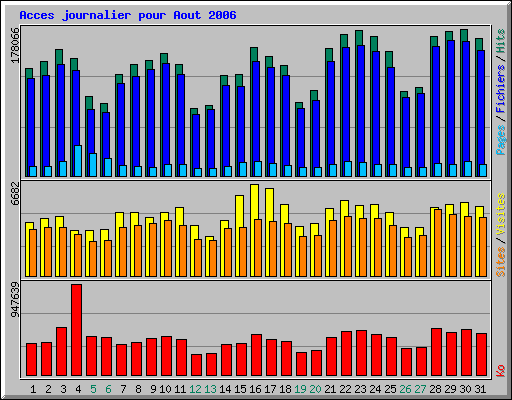 Acces journalier pour Aout 2006
178066
Pages / Fichiers / Hits
6882
Sites / Visites
947639
Ko
1 2 3 4 5 6 7 8 9 10 11 12 13 14 15 16 17 18 19 20 21 22 23 24 25 26 27 28 29 30 31